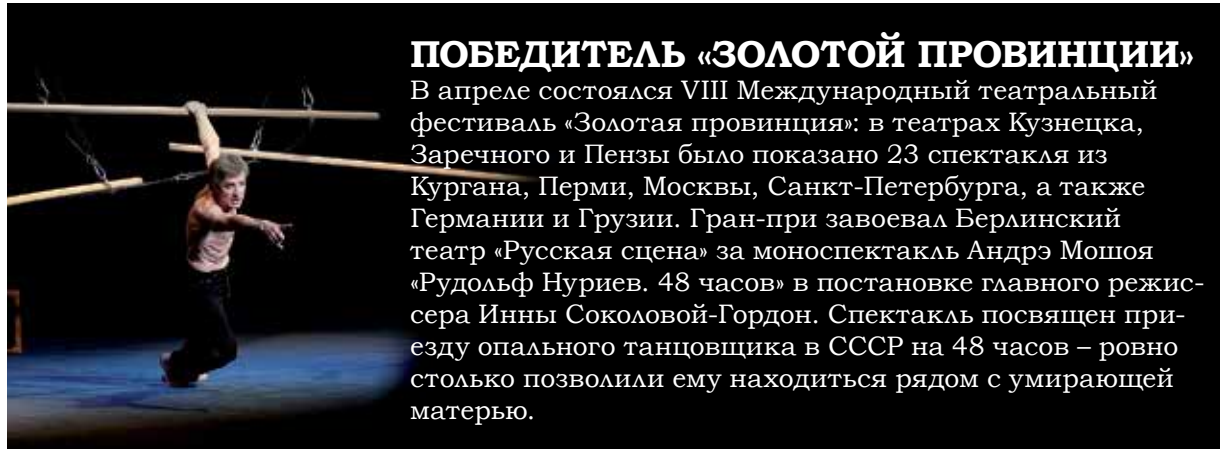 ПОБЕДИТЕЛЬ «ЗОЛОТОЙ ПРОВИНЦИИ»
В апреле состоялся VIII Международный театральный
фестиваль «Золотая провинция»: в театрах Кузнецка,
Заречного и Пензы было показано 23 спектакля из
Кургана, Перми, Москвы, Санкт-Петербурга, а также
Германии и Грузии. Гран-при завоевал Берлинский
театр «Русская сцена» за моноспектакль Андрэ Мошоя
«Рудольф Нуриев. 48 часов» в постановке главного режис-
сера Инны Соколовой-Гордон. Спектакль посвящен при-
езду опального танцовщика в СССР на 48 часов – ровно
столько позволили ему находиться рядом с умирающей
матерью.